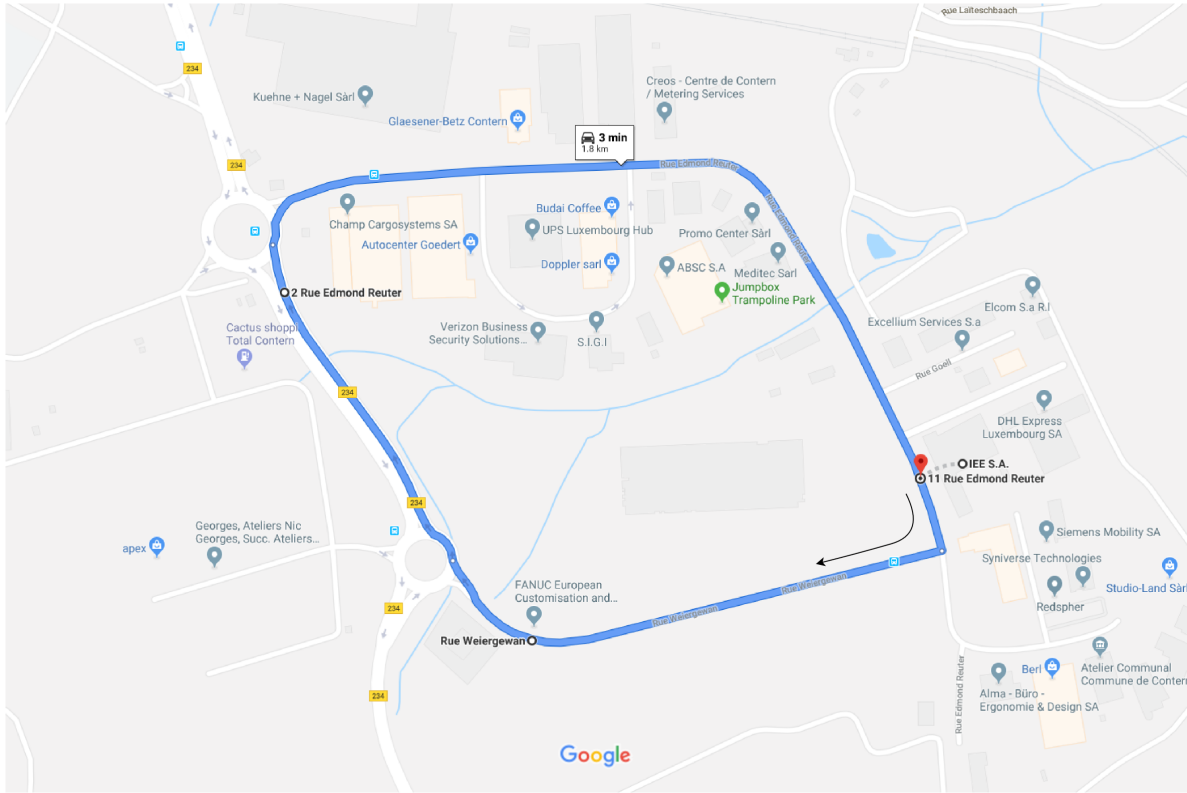 Rue Laiteschbaach
234
Creos - Centre de Contern
/ Metering Services
Kuehne + Nagel Sàrl
Glaesener-Betz Contern
3 min
1.8 km
234
Rue Edmond Reuter
Rue Edmond Reuter
Champ Cargosystems SA
Autocenter Goedert
Budai Coffee
UPS Luxembourg Hub
Doppler sarl
Promo Center Sàrl
ABSC S.A
Meditec Sarl
Jumpbox
Trampoline Park
2 Rue Edmond Reuter
Elcom S.a R.l
Excellium Services S.a
Cactus shoppi
Total Contern
Verizon Business
Security Solutions...
S.I.G.I
Rue Goell
234
DHL Express
Luxembourg SA
IEE S.A.
11 Rue Edmond Reuter
234
Georges, Ateliers Nic
Georges, Succ. Ateliers...
apex
Siemens Mobility SA
Syniverse Technologies
Studio-Land Sàrl
Redspher
FANUC European
Customisation and...
Rue Weiergewan
Rue Weiergewan
234
Rue Weiergewan
Rue Edmond Reuter
Berl
Atelier Communal
Commune de Contern
Alma - Büro -
Ergonomie & Design SA
234
Google